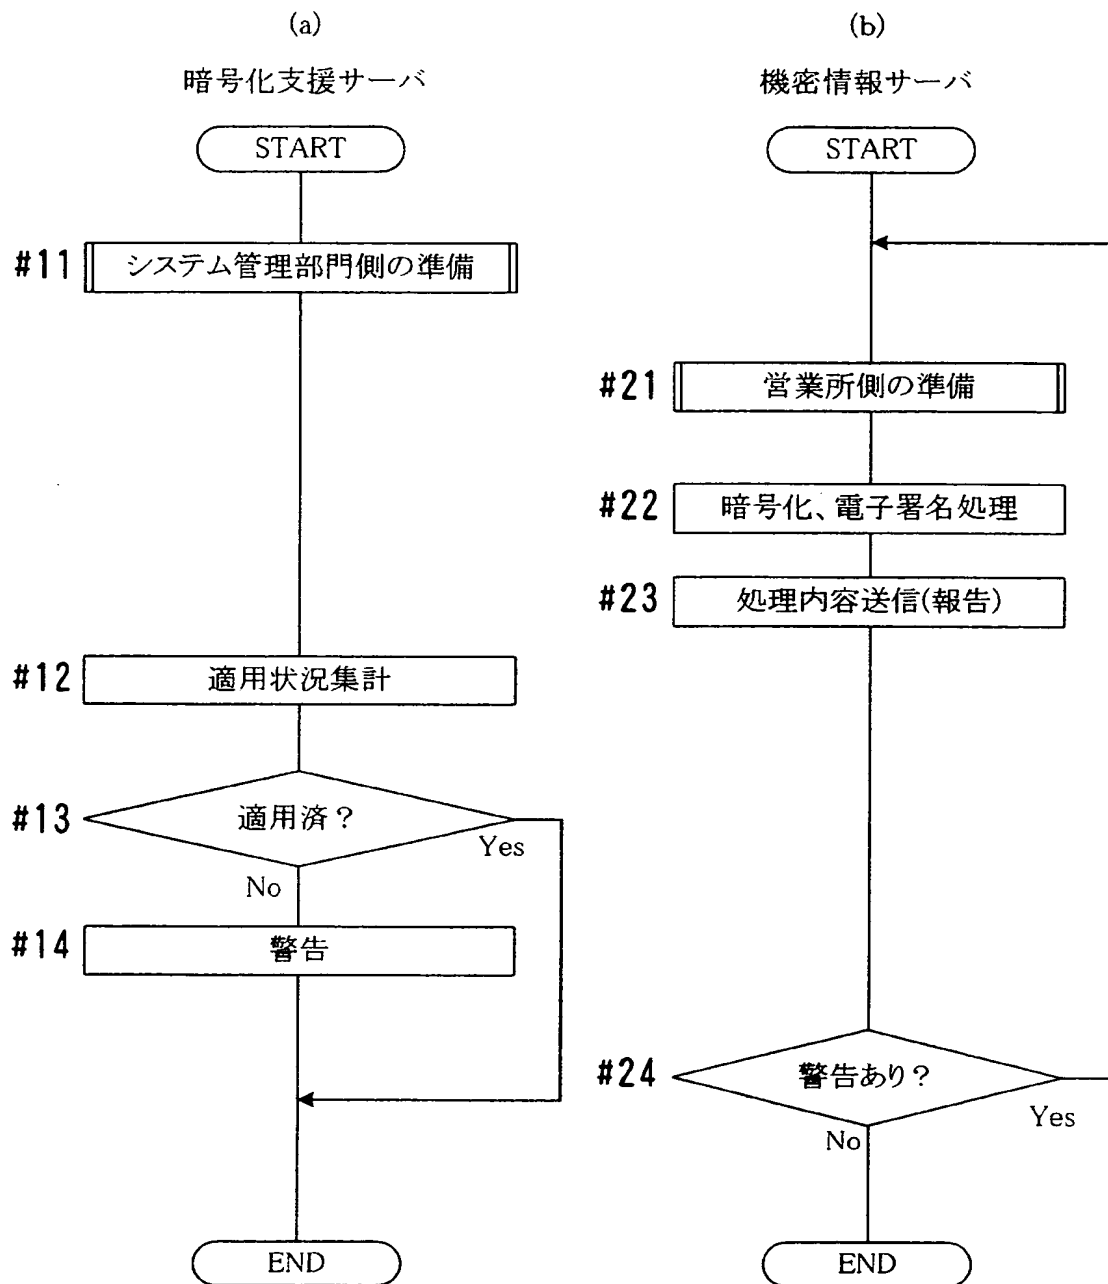 (a)
暗号化支援サーバ
START
#11 システム管理部門側の準備
#12 適用状況集計
#13 適用済?
Yes
No
#14 警告
END
(b)
機密情報サーバ
START
#21 営業所側の準備
#22 暗号化、電子署名処理
#23 処理内容送信(報告)
#24 警告あり?
Yes
No
END